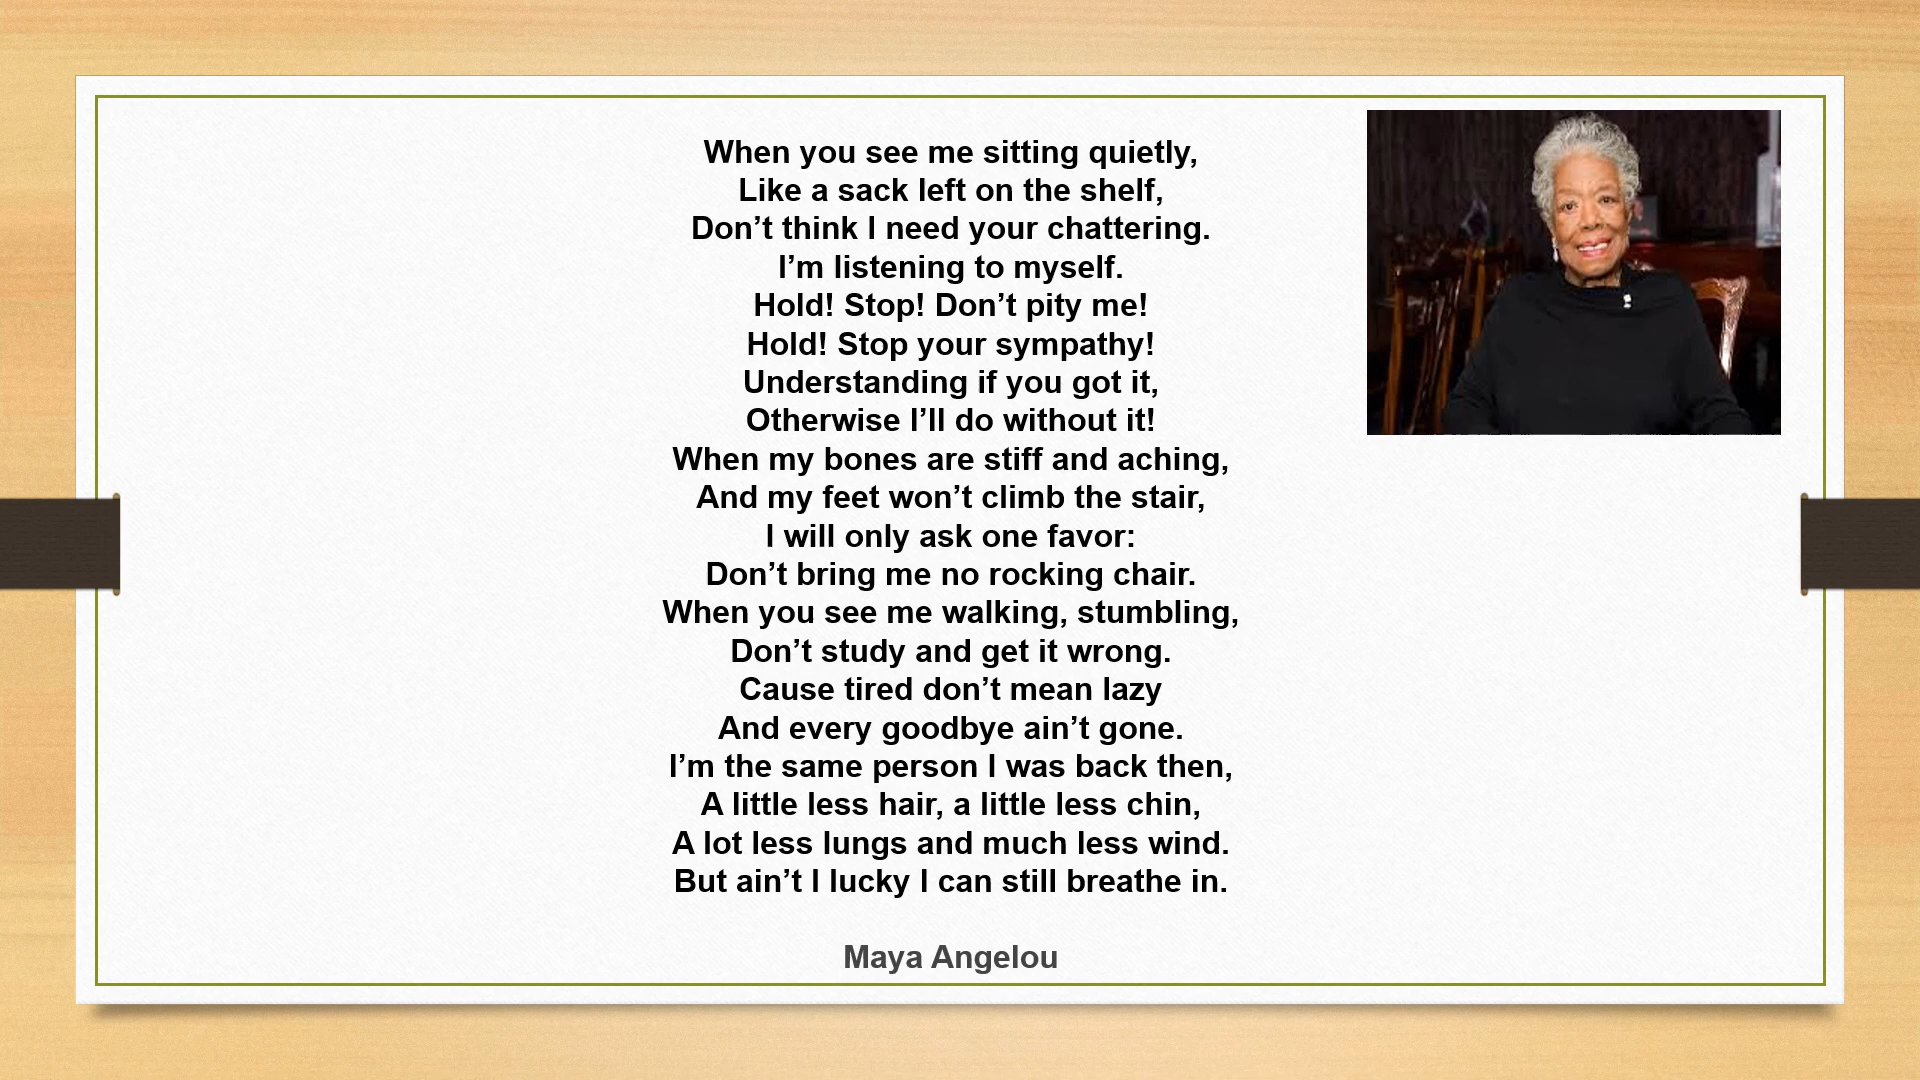 When you see me sitting quietly,
Like a sack left on the shelf,
Don’t think I need your chattering.
I’m listening to myself.
Hold! Stop! Don’t pity me!
Hold! Stop your sympathy!
Understanding if you got it,
Otherwise I’ll do without it!
When my bones are stiff and aching,
And my feet won’t climb the stair,
I will only ask one favor:
Don’t bring me no rocking chair.
When you see me walking, stumbling,
Don’t study and get it wrong.
Cause tired don’t mean lazy
And every goodbye ain’t gone.
I’m the same person I was back then,
A little less hair, a little less chin,
A lot less lungs and much less wind.
But ain’t I lucky I can still breathe in.
Maya Angelou